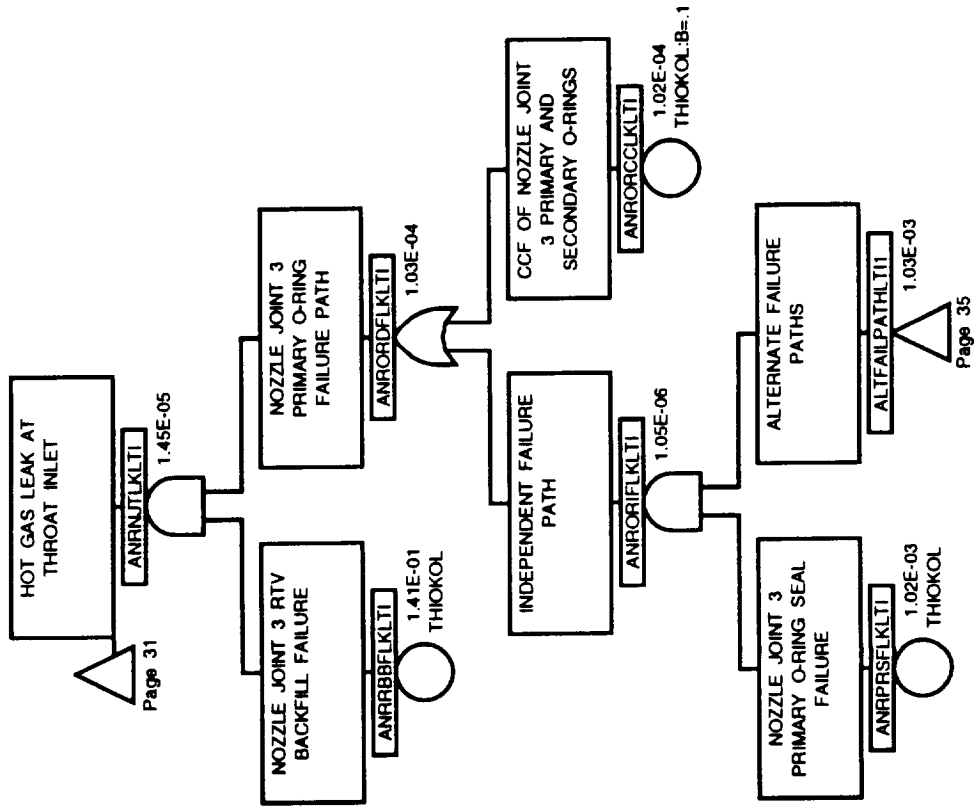 HOT GAS LEAK AT
THROAT INLET
ANRNJTLKLTI
1.45E-05
Page 31
NOZZLE JOINT 3 RTV
BACKFILL FAILURE
ANRRBBFLKLTI
1.41E-01
THIOKOL
NOZZLE JOINT 3
PRIMARY O-RING
FAILURE PATH
ANRORDFLKLTI
1.03E-04
INDEPENDENT FAILURE
PATH
ANRORIFLKLTI
1.05E-06
CCF OF NOZZLE JOINT
3 PRIMARY AND
SECONDARY O-RINGS
ANRORCCLKLTI
1.02E-04
THIOKOL:B=.1
NOZZLE JOINT 3
PRIMARY O-RING SEAL
FAILURE
ANRPRSFLKLTI
1.02E-03
THIOKOL
ALTERNATE FAILURE
PATHS
ALTFAILPATHLTI1
1.03E-03
Page 35